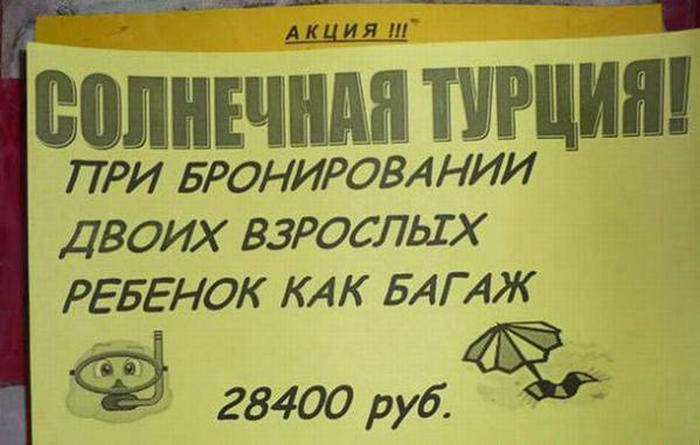 АКЦИЯ !!!
СОЛНЕЧНАЯ ТУРЦИЯ!
ПРИ БРОНИРОВАНИИ
ДВОИХ ВЗРОСЛЫХ
РЕБЕНОК КАК БАГАЖ
28400 руб.